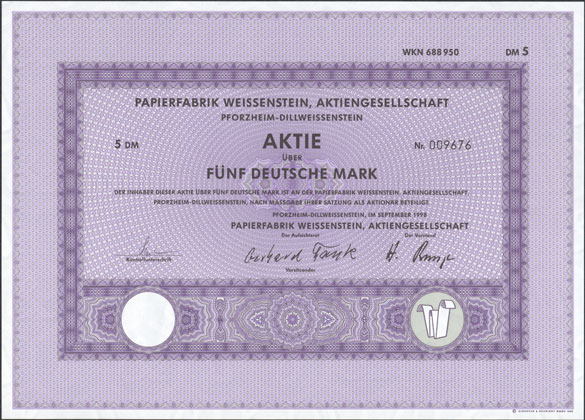 WKN 688 950 DM 5
PAPIERFABRIK WEISSENSTEIN, AKTIENGESELLSCHAFT
PFORZHEIM-DILLWEISSENSTEIN
5 DM AKTIE Nr. 009676
ÜBER
FÜNF DEUTSCHE MARK
DER INHABER DIESER AKTIE ÜBER FÜNF DEUTSCHE MARK IST AN DER PAPIERFABRIK WEISSENSTEIN, AKTIENGESELLSCHAFT
PFORZHEIM-DILLWEISSENSTEIN, NACH MASSGABE IHRER SATZUNG ALS AKTIONÄR BETEILIGT.
PFORZHEIM-DILLWEISSENSTEIN, IM SEPTEMBER 1998
PAPIERFABRIK WEISSENSTEIN, AKTIENGESELLSCHAFT
Der Aufsichtsrat Der Vorstand
Kontrollunterschrift
Vorsitzender